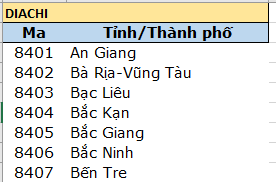 DIACHI
Ma Tỉnh/Thành phố
8401 An Giang
8402 Bà Rịa-Vũng Tàu
8403 Bạc Liêu
8404 Bắc Kạn
8405 Bắc Giang
8406 Bắc Ninh
8407 Bến Tre